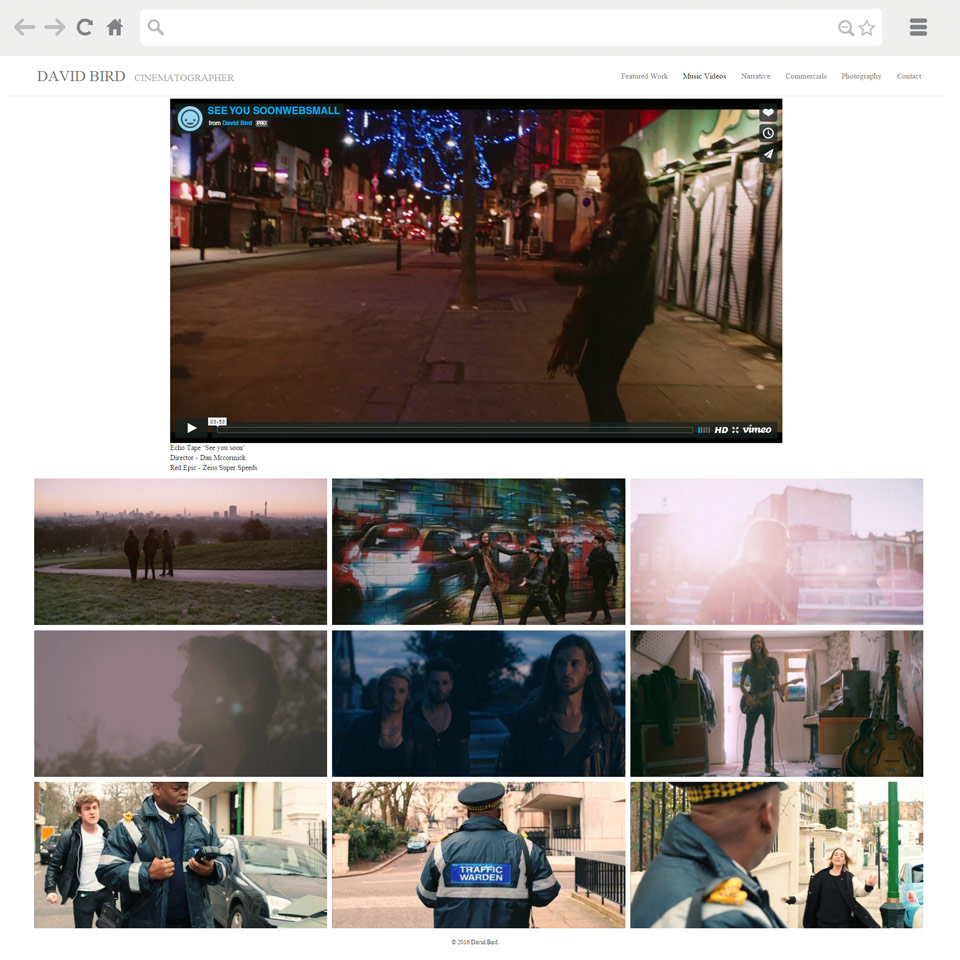 DAVID BIRD CINEMATOGRAPHER
Featured Work Music Videos Narrative Commercials Photography Contact
SEE YOU SOONWEBSMALL
from David Bird PRO
03:53
HD vimeo
Echo Tape 'See you soon'
Director - Dan Mccormick
Red Epic - Zeiss Super Speeds
TRAFFIC
WARDEN
© 2016 David Bird.